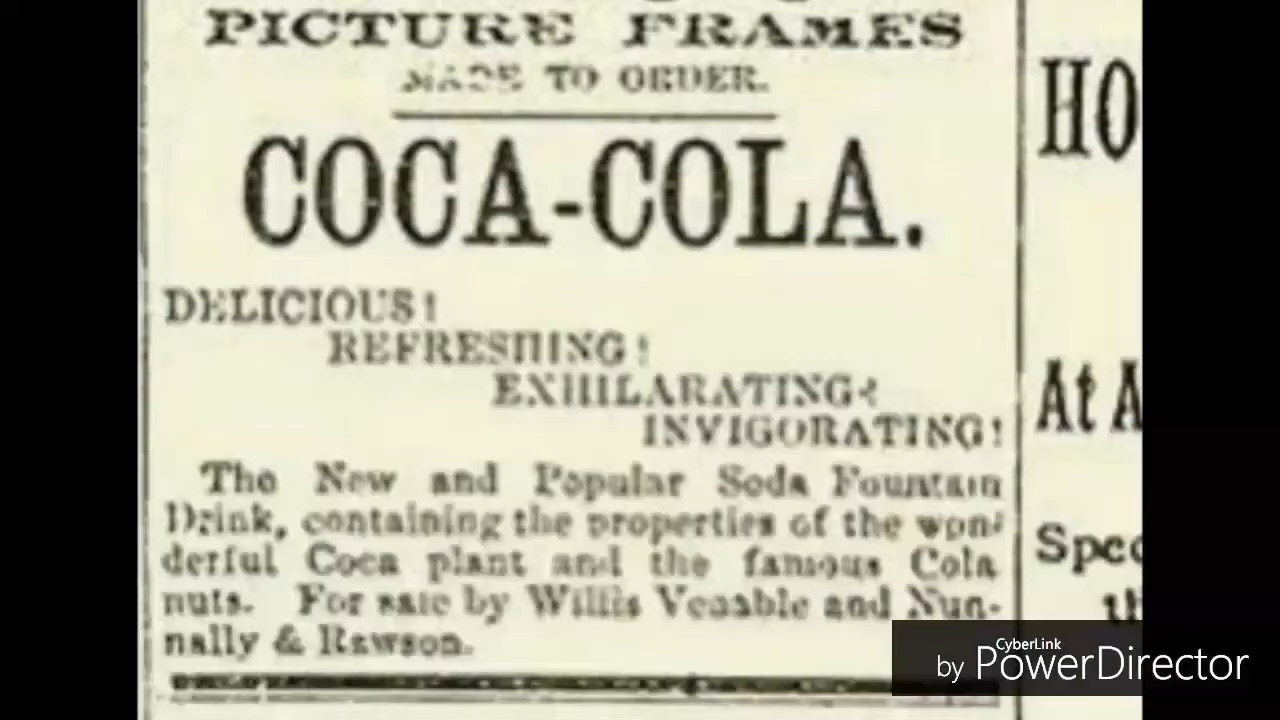 PICTURE FRAMES
MADE TO ORDER.
COCA-COLA.
DELICIOUS!
REFRESHING!
EXHILARATING!
INVIGORATING!
The New and Popular Soda Fountain
Drink, containing the properties of the won-
derful Coca plant and the famous Cola
nuts. For sale by Willis Venable and Nun-
nally & Rawson.
HO
At A
Spec
th
CyberLink
by PowerDirector